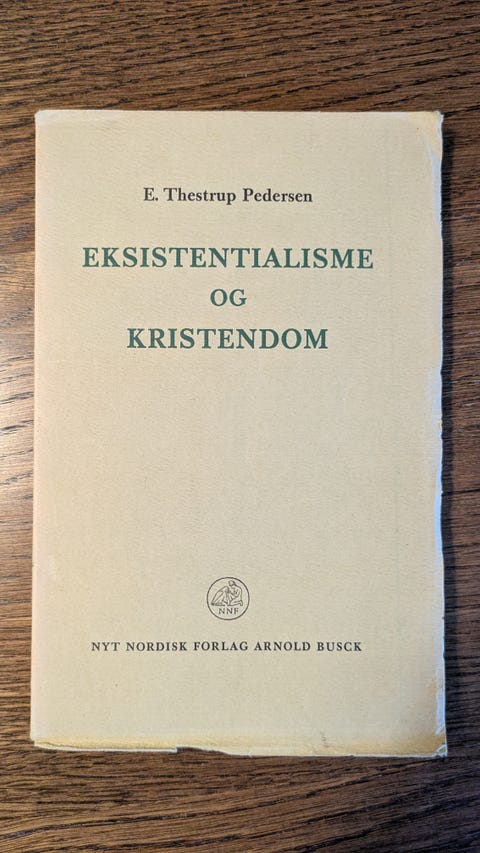 E. Thestrup Pedersen
EKSISTENTIALISME
OG
KRISTENDOM
NNF
NYT NORDISK FORLAG ARNOLD BUSCK